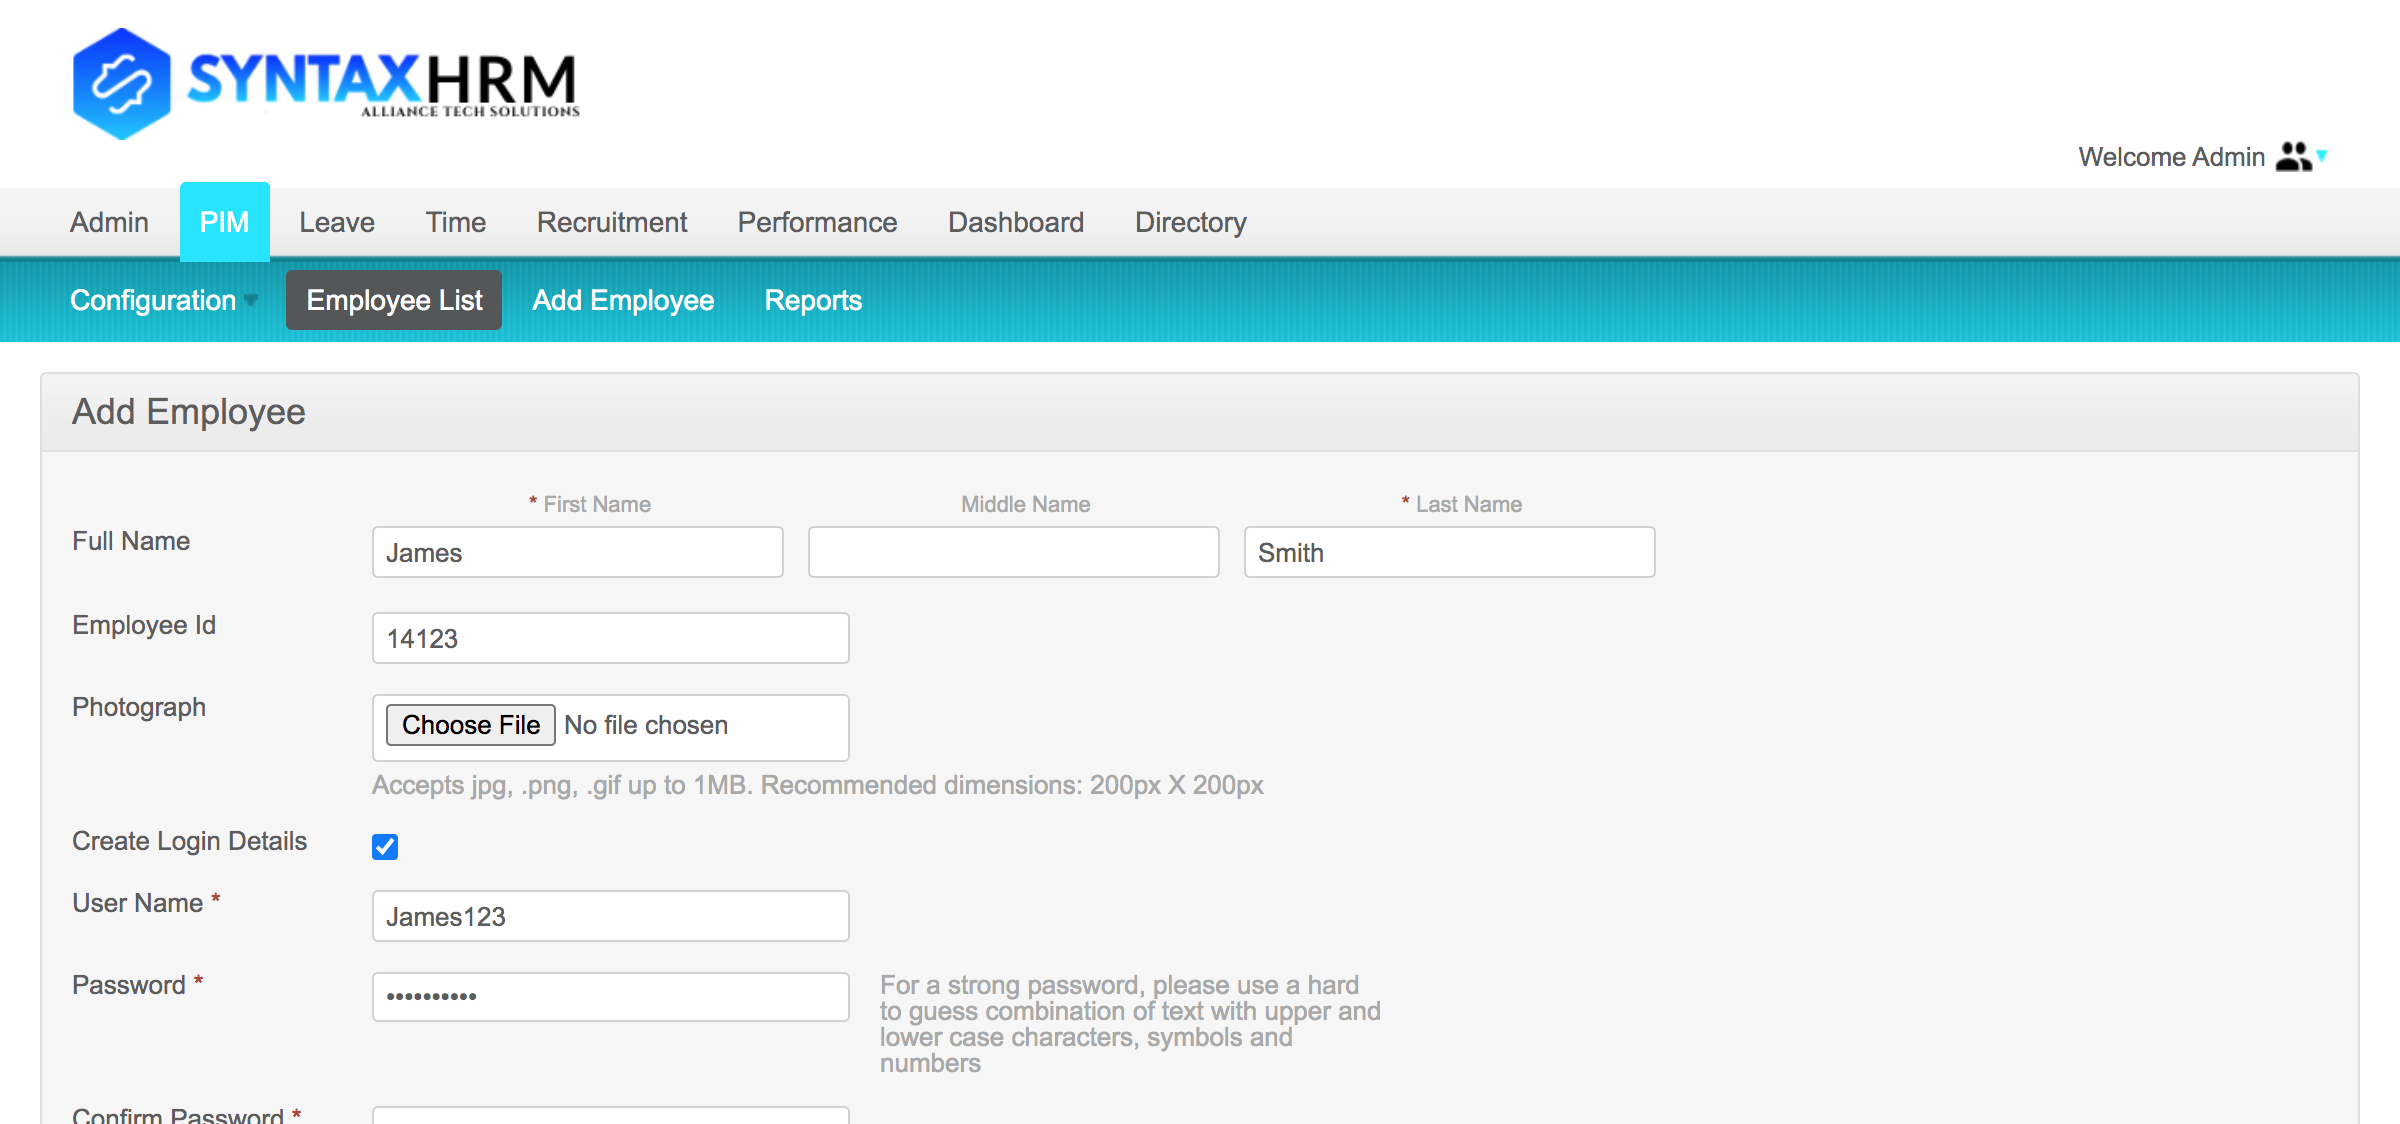 SYNTAXHRM
ALLIANCE TECH SOLUTIONS
Welcome Admin
Admin PIM Leave Time Recruitment Performance Dashboard Directory
Configuration Employee List Add Employee Reports
Add Employee
* First Name Middle Name * Last Name
Full Name James Smith
Employee Id 14123
Photograph Choose File No file chosen
Accepts jpg, .png, .gif up to 1MB. Recommended dimensions: 200px X 200px
Create Login Details
User Name * James123
Password * ••••••••••
For a strong password, please use a hard
to guess combination of text with upper and
lower case characters, symbols and
numbers
Confirm Password *